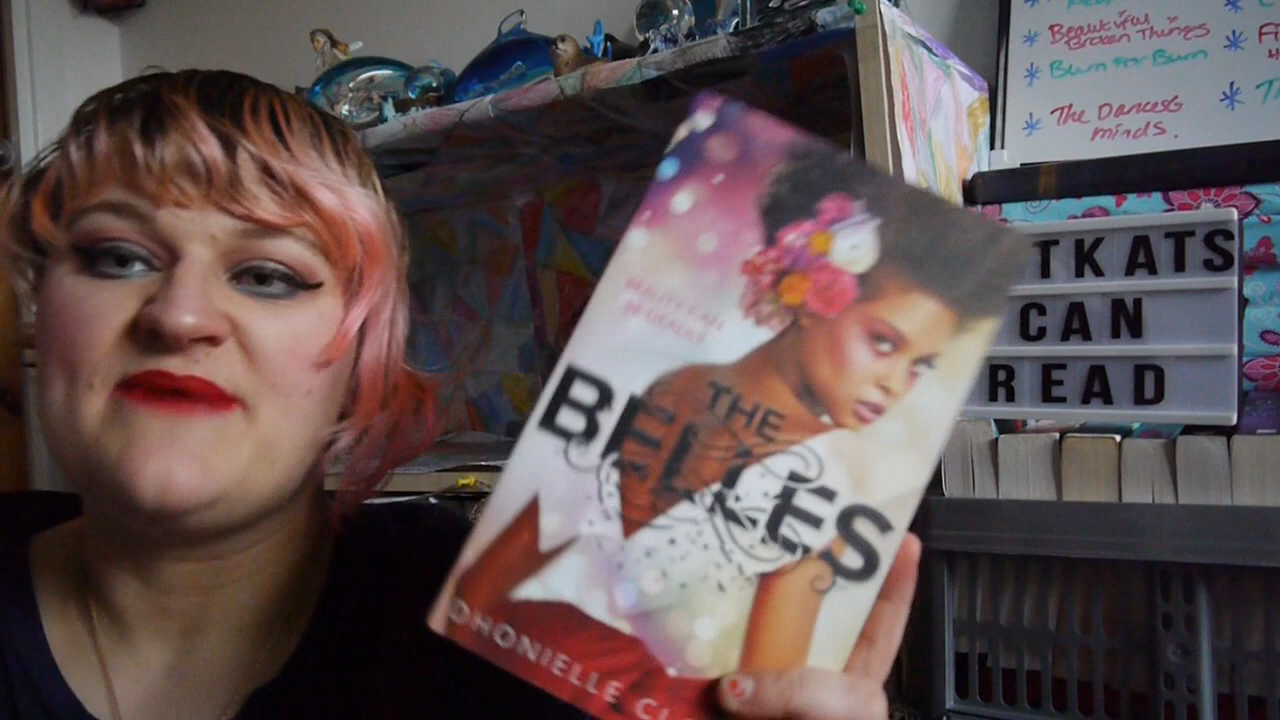 Beautiful
Broken Things
Burn For Burn
The Darkest
minds.
TKATS
CAN
READ
BEAUTY CAN
BE DEADLY
THE
BELLES
DHONIELLE CL